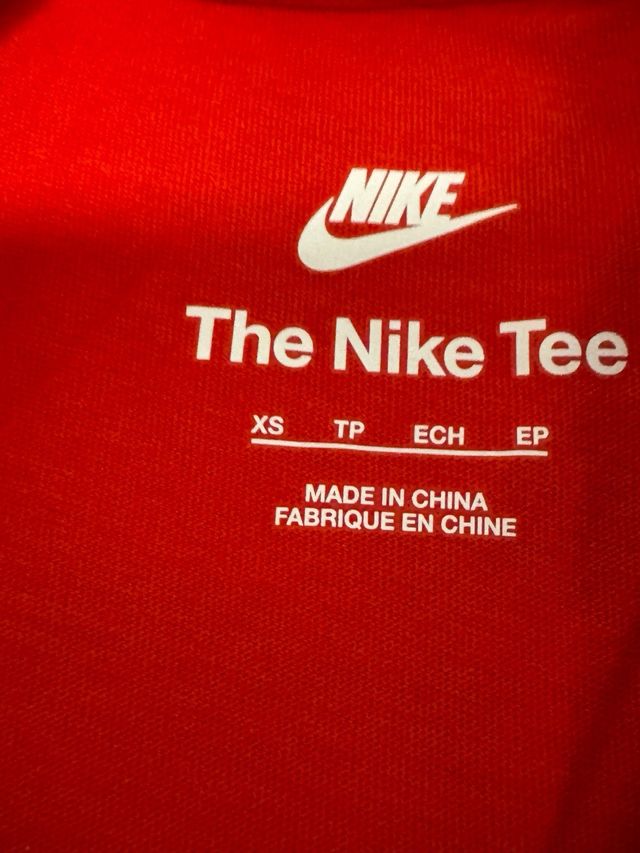 NIKE
The Nike Tee
XS TP ECH EP
MADE IN CHINA
FABRIQUE EN CHINE